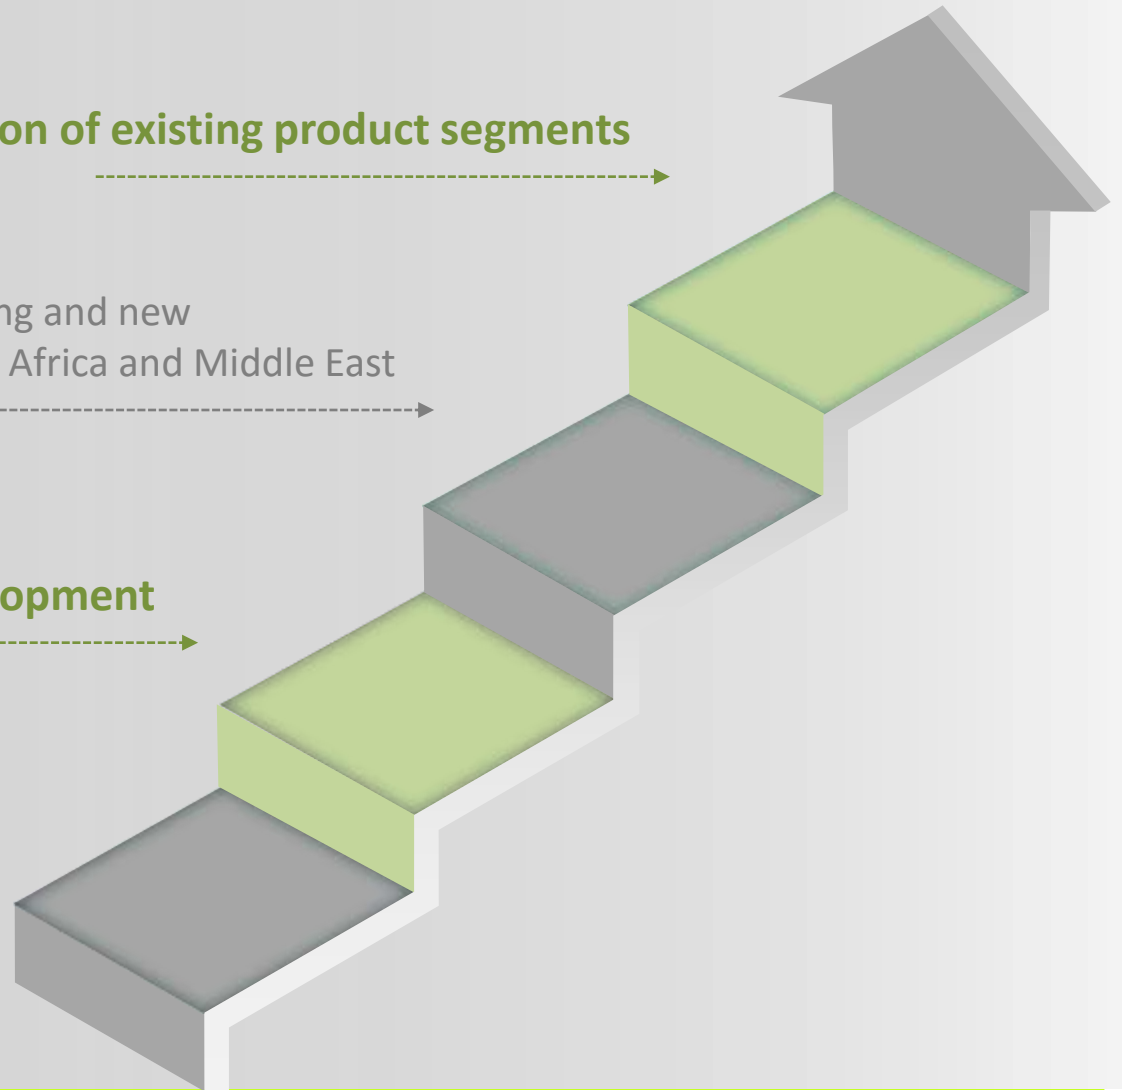 on of existing product segments
ng and new
Africa and Middle East
opment